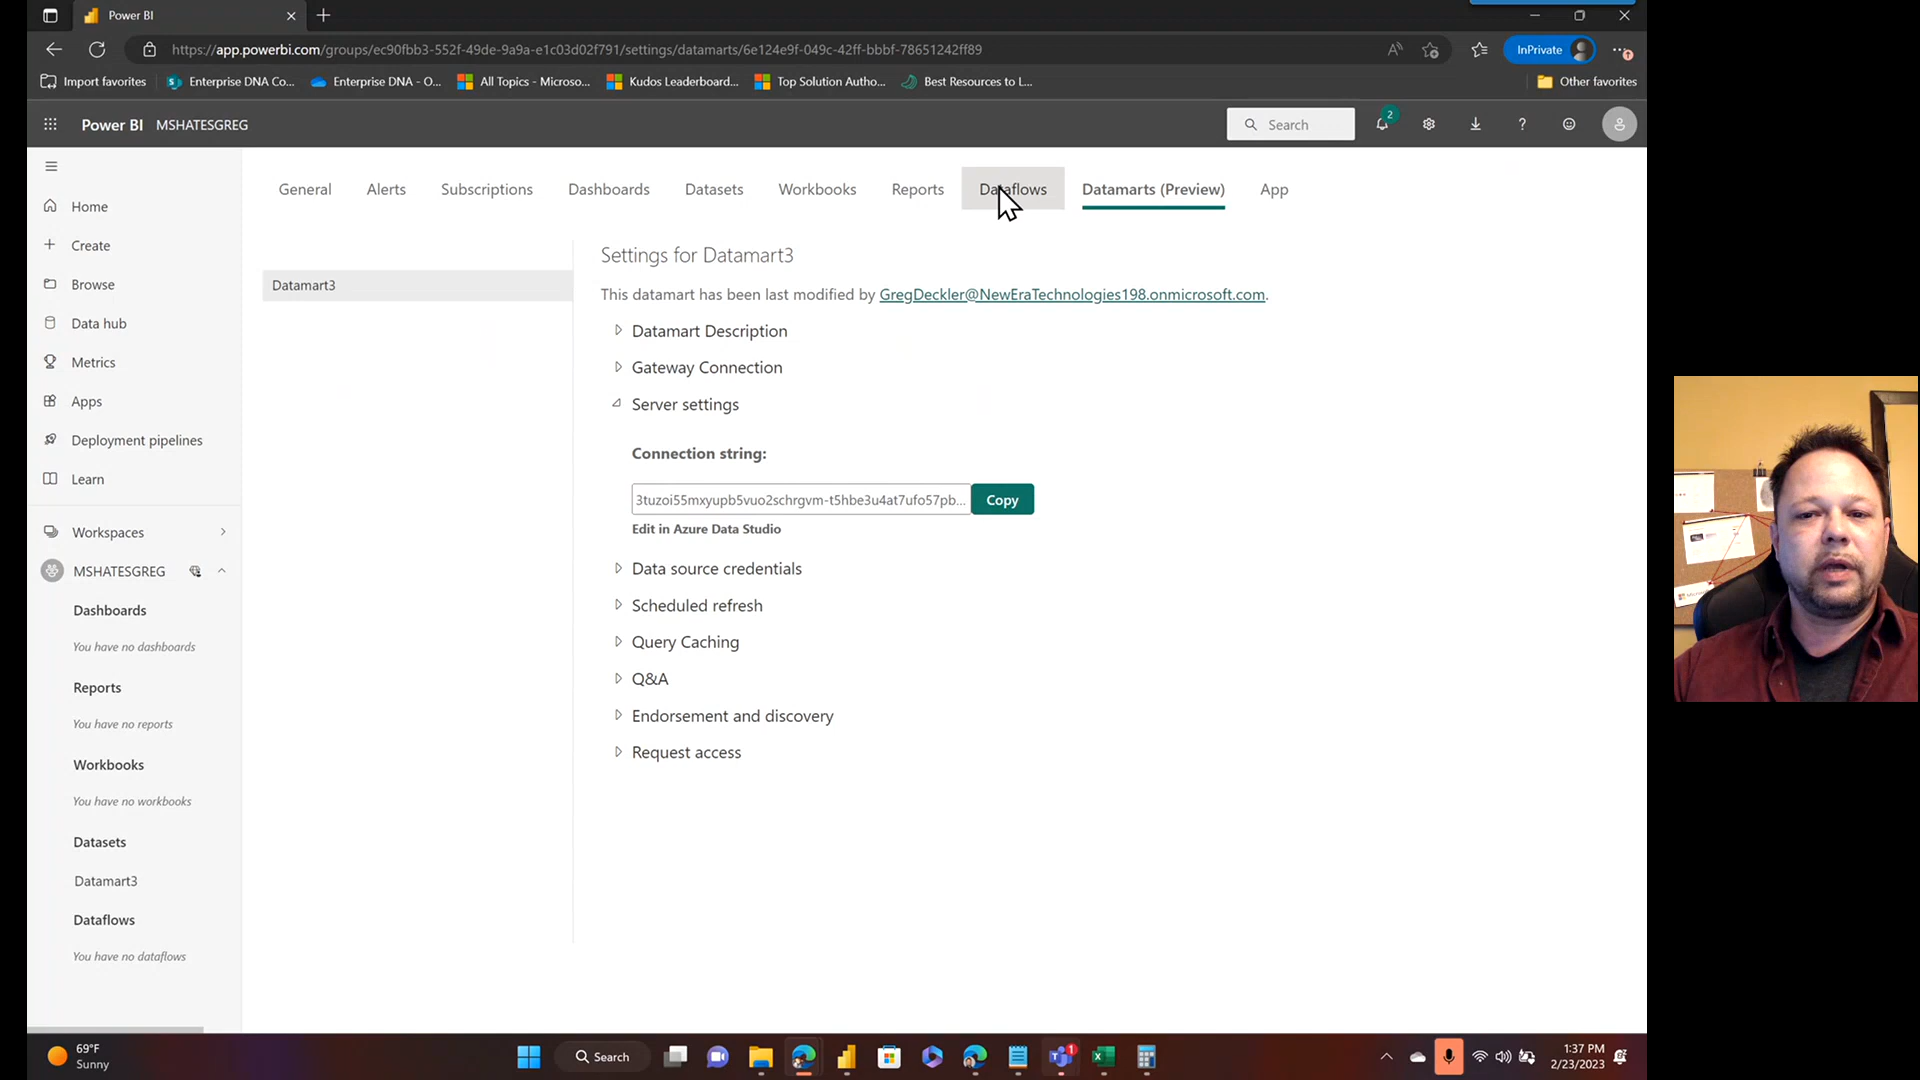 Power BI
https://app.powerbi.com/groups/ec90fbb3-552f-49de-9a9a-e1c03d02f791/settings/datamarts/6e124e9f-049c-42ff-bbbf-78651242ff89
InPrivate
Import favorites
Enterprise DNA Co...
Enterprise DNA - O...
All Topics - Microso...
Kudos Leaderboard...
Top Solution Autho...
Best Resources to L...
Other favorites
Power BI MSHATESGREG
Search
2
General
Alerts
Subscriptions
Dashboards
Datasets
Workbooks
Reports
Dataflows
Datamarts (Preview)
App
Home
Create
Browse
Data hub
Metrics
Apps
Deployment pipelines
Learn
Workspaces
MSHATESGREG
Dashboards
You have no dashboards
Reports
You have no reports
Workbooks
You have no workbooks
Datasets
Datamart3
Dataflows
You have no dataflows
Datamart3
Settings for Datamart3
This datamart has been last modified by GregDeckler@NewEraTechnologies198.onmicrosoft.com.
Datamart Description
Gateway Connection
Server settings
Connection string:
3tuzoi55mxyupb5vuo2schrgvm-t5hbe3u4at7ufo57pb...
Copy
Edit in Azure Data Studio
Data source credentials
Scheduled refresh
Query Caching
Q&A
Endorsement and discovery
Request access
69°F
Sunny
Search
1
1:37 PM
2/23/2023